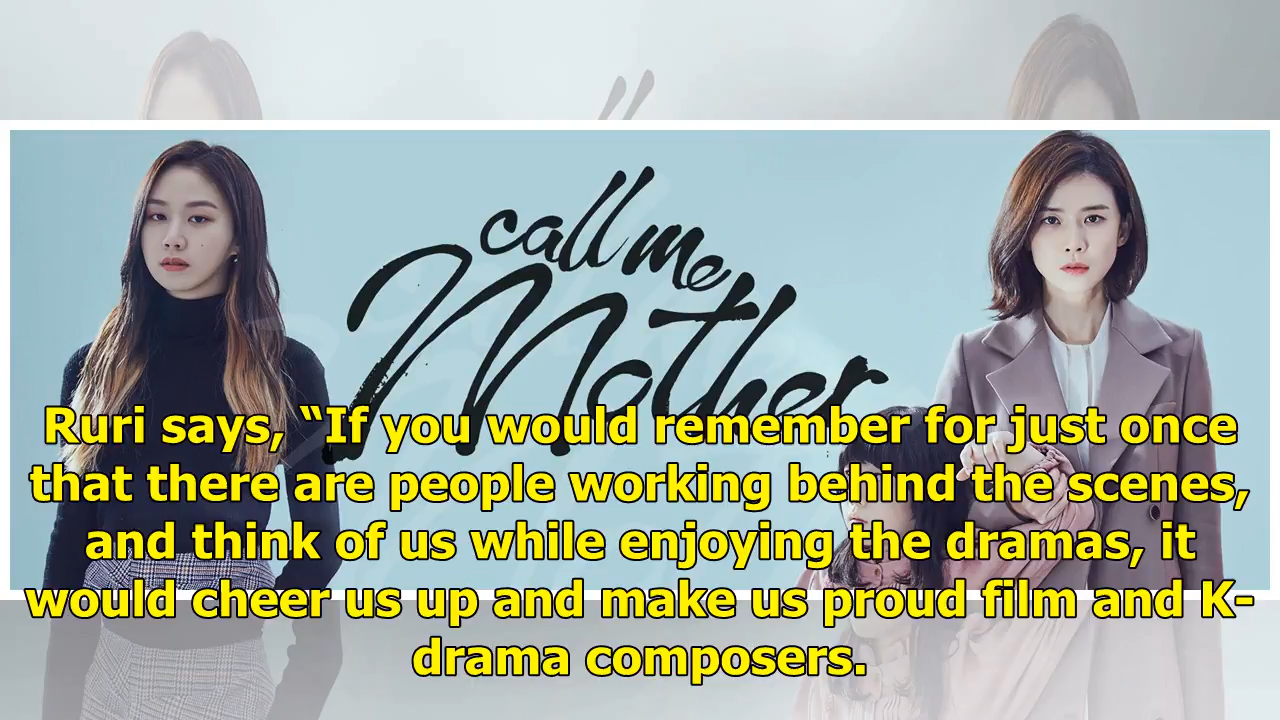 call me
Mother
Ruri says, “If you would remember for just once
that there are people working behind the scenes,
and think of us while enjoying the dramas, it
would cheer us up and make us proud film and K-
drama composers.